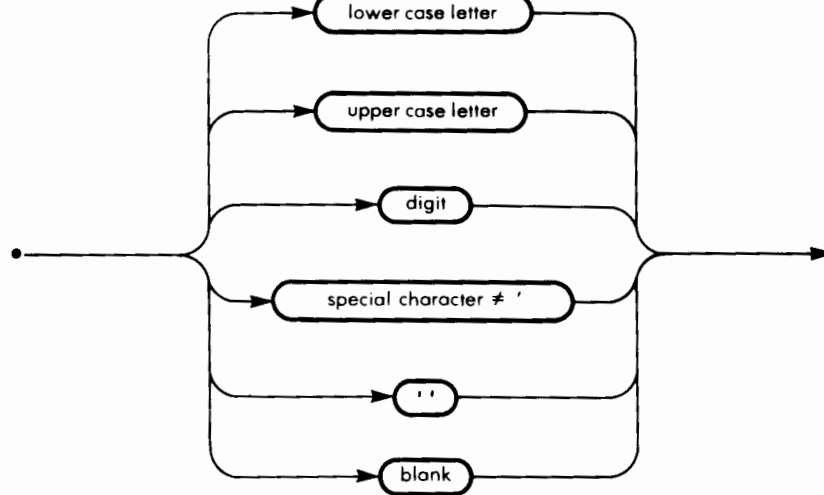 lower case letter
upper case letter
digit
special character ≠ '
' '
blank